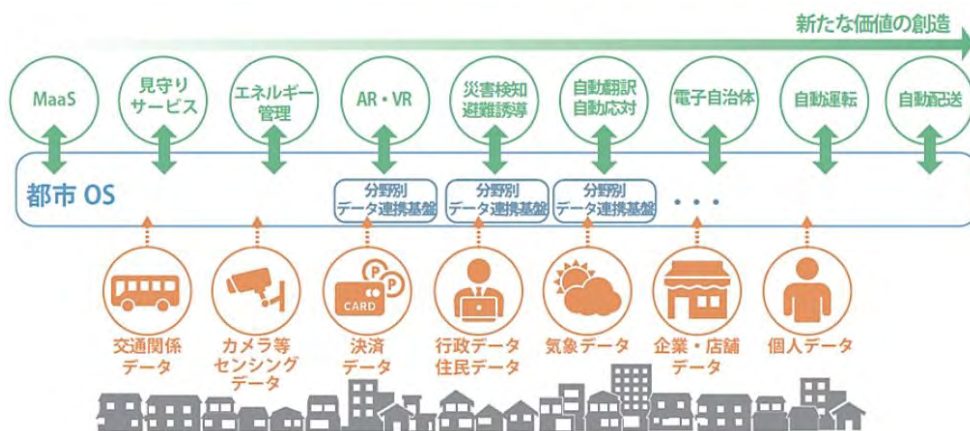 新たな価値の創造
MaaS
見守り
サービス
エネルギー
管理
AR・VR
災害検知
避難誘導
自動翻訳
自動応対
電子自治体
自動運転
自動配送
都市 OS
分野別
データ連携基盤
分野別
データ連携基盤
分野別
データ連携基盤
・・・
P
P
CARD
交通関係
データ
カメラ等
センシング
データ
決済
データ
行政データ
住民データ
気象データ
企業・店舗
データ
個人データ